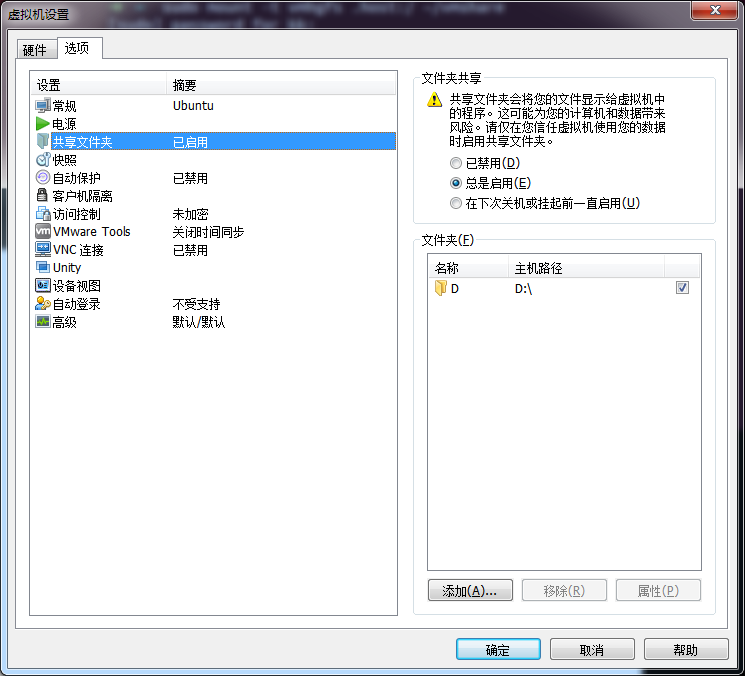 虚拟机设置
硬件 选项
设置 摘要
常规 Ubuntu
电源
共享文件夹 已启用
快照
自动保护 已禁用
客户机隔离
访问控制 未加密
VMware Tools 关闭时间同步
VNC 连接 已禁用
Unity
设备视图
自动登录 不受支持
高级 默认/默认
文件夹共享
共享文件夹会将您的文件显示给虚拟机中
的程序。这可能为您的计算机和数据带来
风险。请仅在您信任虚拟机使用您的数据
时启用共享文件夹。
已禁用(D)
总是启用(E)
在下次关机或挂起前一直启用(U)
文件夹(F)
名称 主机路径
D D:\
添加(A)... 移除(R) 属性(P)
确定 取消 帮助